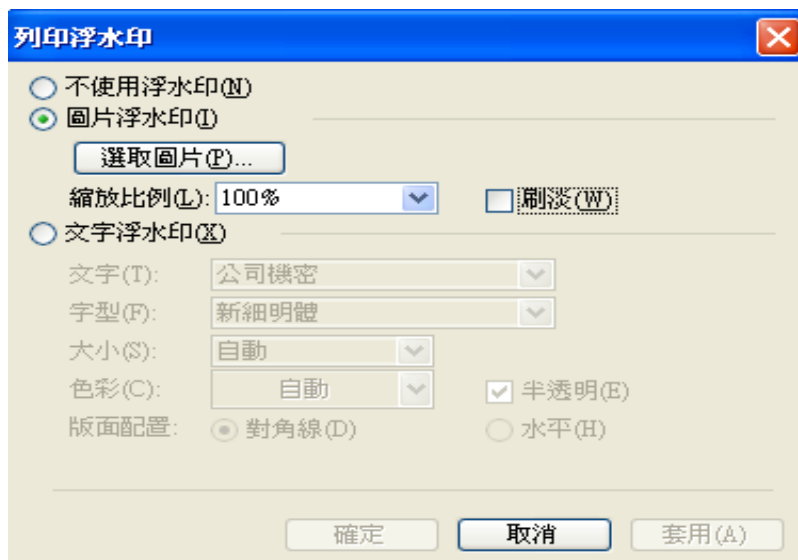 列印浮水印
不使用浮水印(N)
圖片浮水印(I)
選取圖片(P)...
縮放比例(L): 100% 刷淡(W)
文字浮水印(X)
文字(T): 公司機密
字型(F): 新細明體
大小(S): 自動
色彩(C): 自動 半透明(E)
版面配置: 對角線(D) 水平(H)
確定 取消 套用(A)